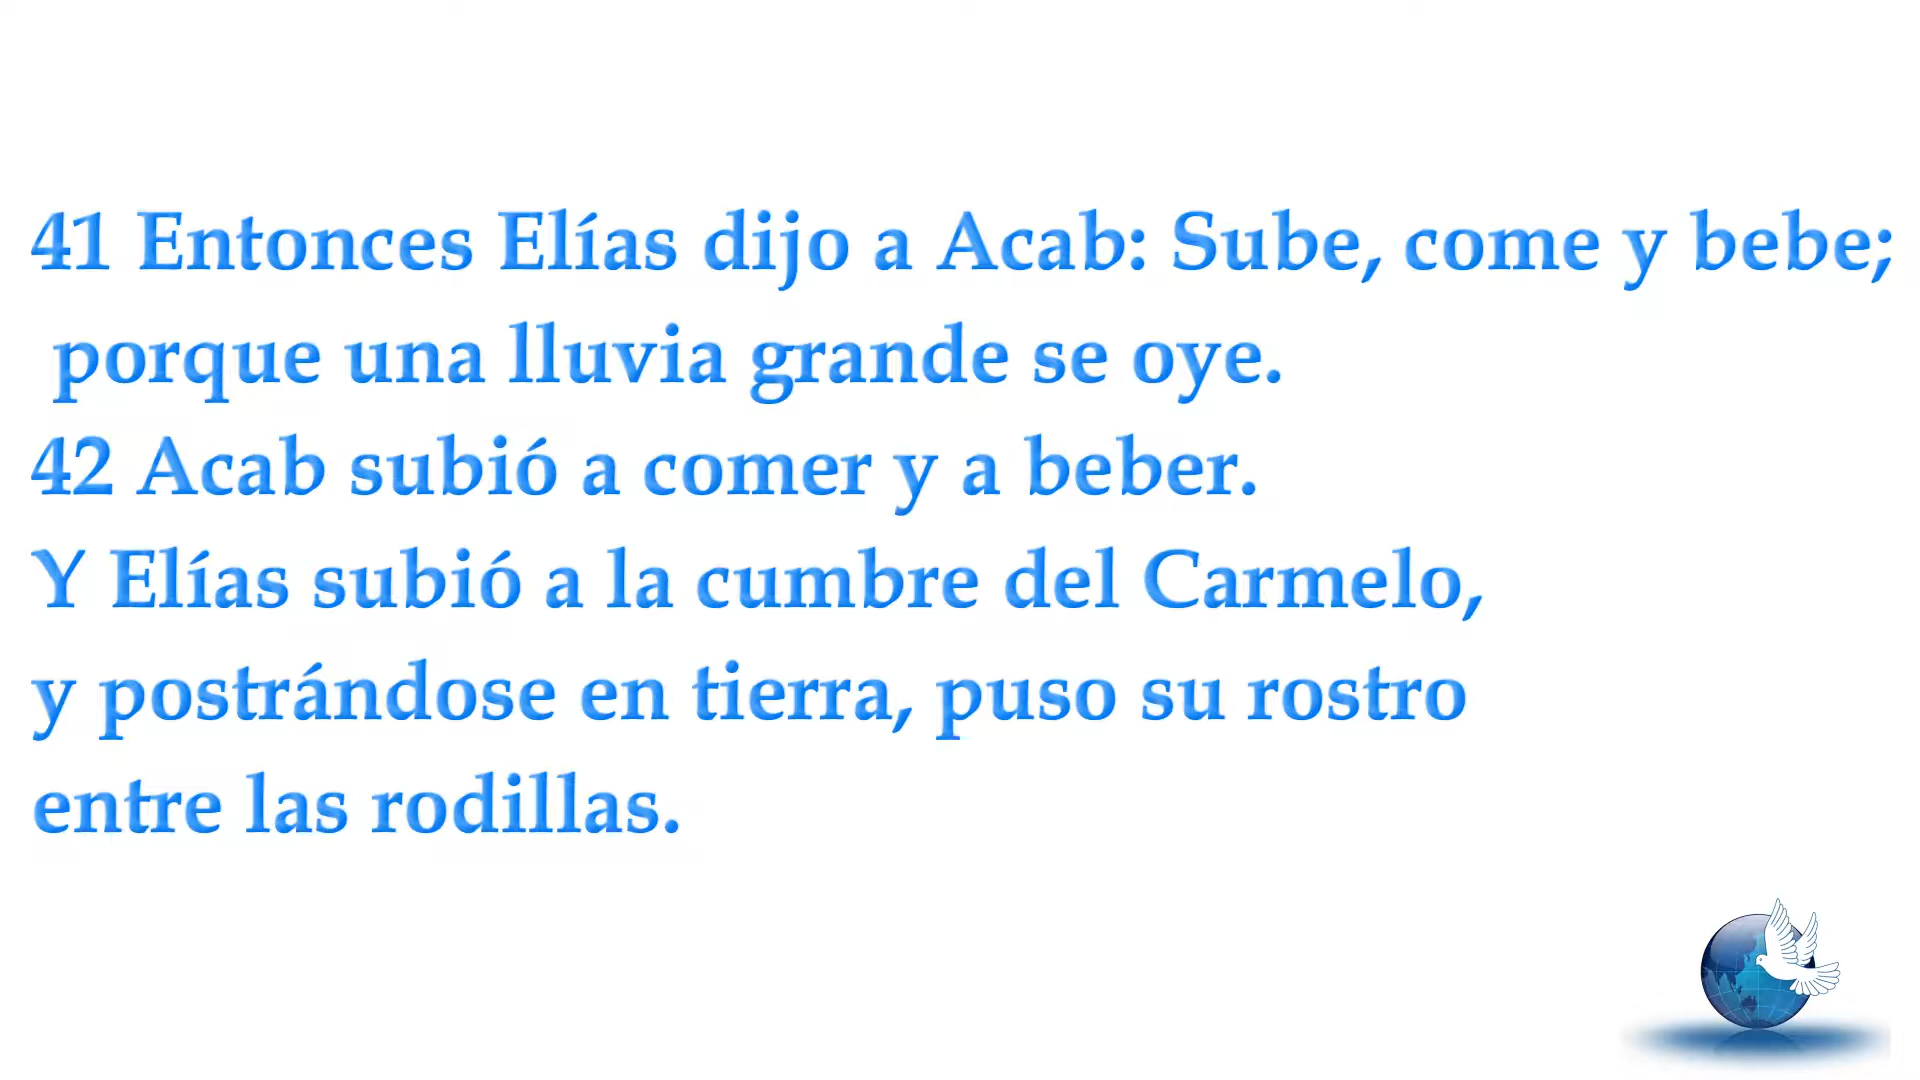 41 Entonces Elías dijo a Acab: Sube, come y bebe;
porque una lluvia grande se oye.
42 Acab subió a comer y a beber.
Y Elías subió a la cumbre del Carmelo,
y postrándose en tierra, puso su rostro
entre las rodillas.